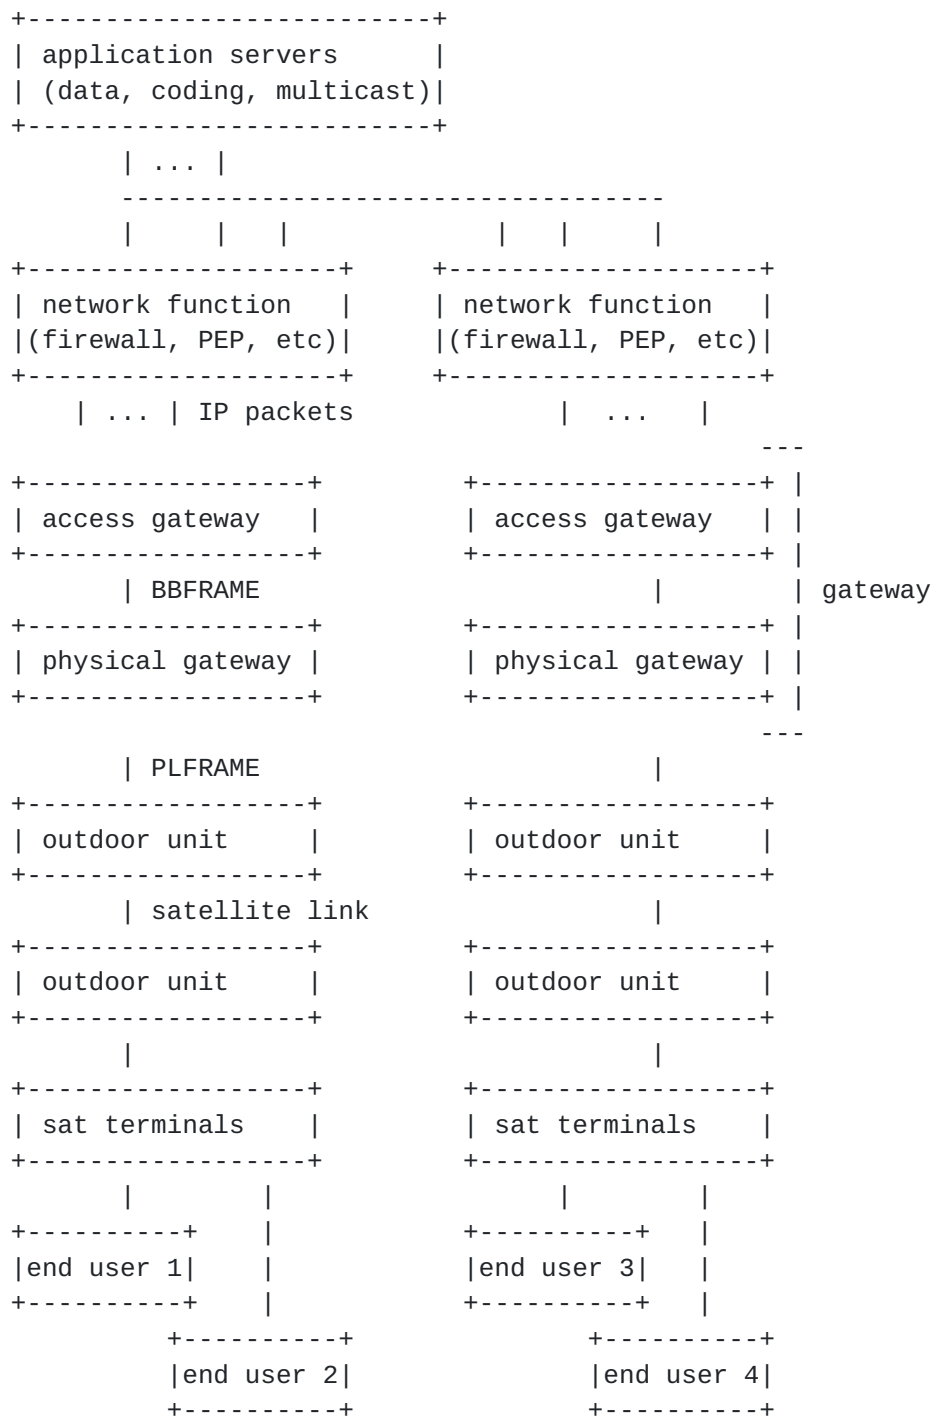 application servers
(data, coding, multicast)
...
network function network function
(firewall, PEP, etc) (firewall, PEP, etc)
... IP packets ...
access gateway access gateway
BBFRAME gateway
physical gateway physical gateway
PLFRAME
outdoor unit outdoor unit
satellite link
outdoor unit outdoor unit
sat terminals sat terminals
end user 1 end user 3
end user 2 end user 4